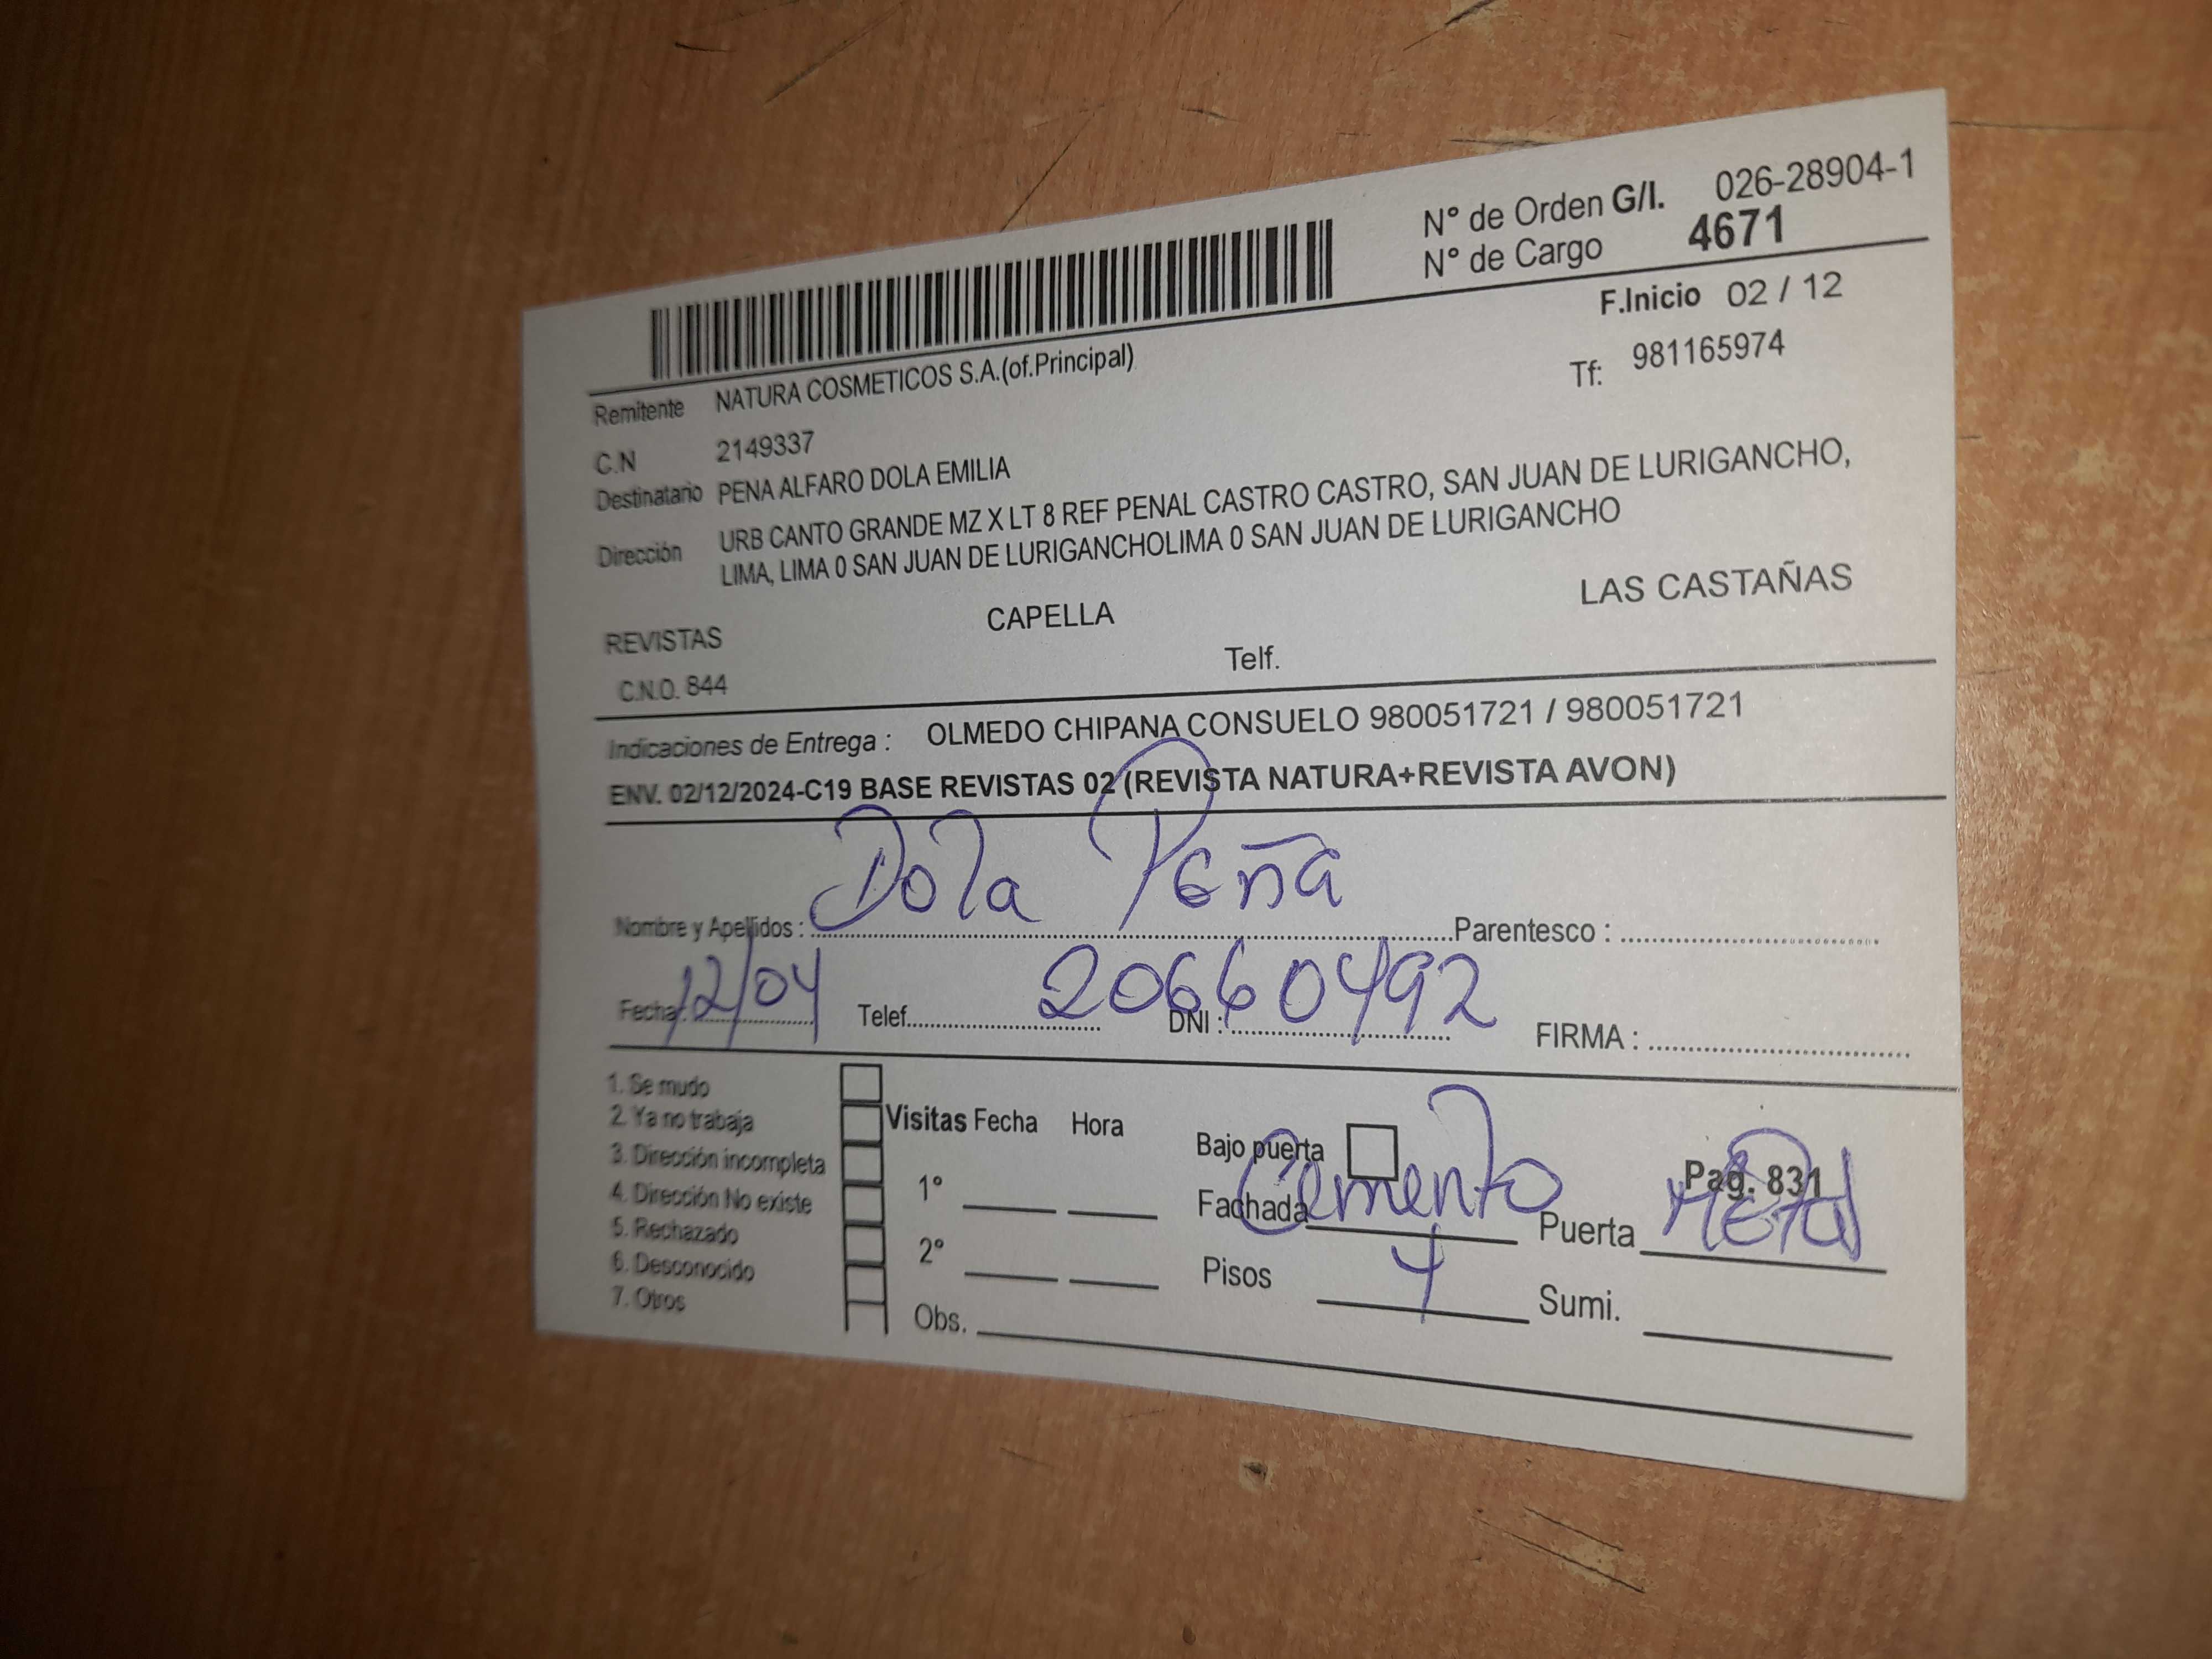 N° de Orden G/I. 026-28904-1
N° de Cargo 4671
F.Inicio 02 / 12
Remitente NATURA COSMETICOS S.A.(of.Principal)
Tf: 981165974
C.N 2149337
Destinatario PENA ALFARO DOLA EMILIA
Dirección URB CANTO GRANDE MZ X LT 8 REF PENAL CASTRO CASTRO, SAN JUAN DE LURIGANCHO,
LIMA, LIMA 0 SAN JUAN DE LURIGANCHOLIMA 0 SAN JUAN DE LURIGANCHO
REVISTAS CAPELLA LAS CASTAÑAS
C.N.O. 844 Telf.
Indicaciones de Entrega : OLMEDO CHIPANA CONSUELO 980051721 / 980051721
ENV. 02/12/2024-C19 BASE REVISTAS 02 (REVISTA NATURA+REVISTA AVON)
Nombre y Apellidos : Dola Peña Parentesco :
Fecha: 12/04 Telef. DNI : 20660492 FIRMA :
1. Se mudo
2. Ya no trabaja
3. Dirección incompleta
4. Dirección No existe
5. Rechazado
6. Desconocido
7. Otros
Visitas Fecha Hora
1°
2°
Obs.
Bajo puerta Pag. 831
Fachada Cemento Puerta Metal
Pisos 4 Sumi.